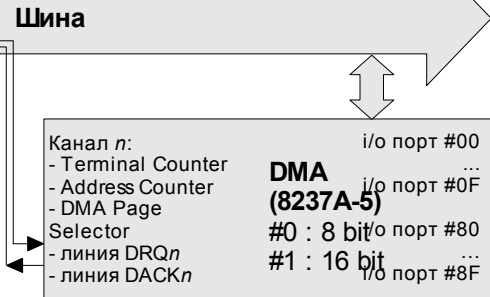 Шина
Канал n:
- Terminal Counter
- Address Counter
- DMA Page
Selector
- линия DRQn
- линия DACKn
DMA
(8237A-5)
#0 : 8 bit
#1 : 16 bit
i/o порт #00
...
i/o порт #0F
i/o порт #80
...
i/o порт #8F